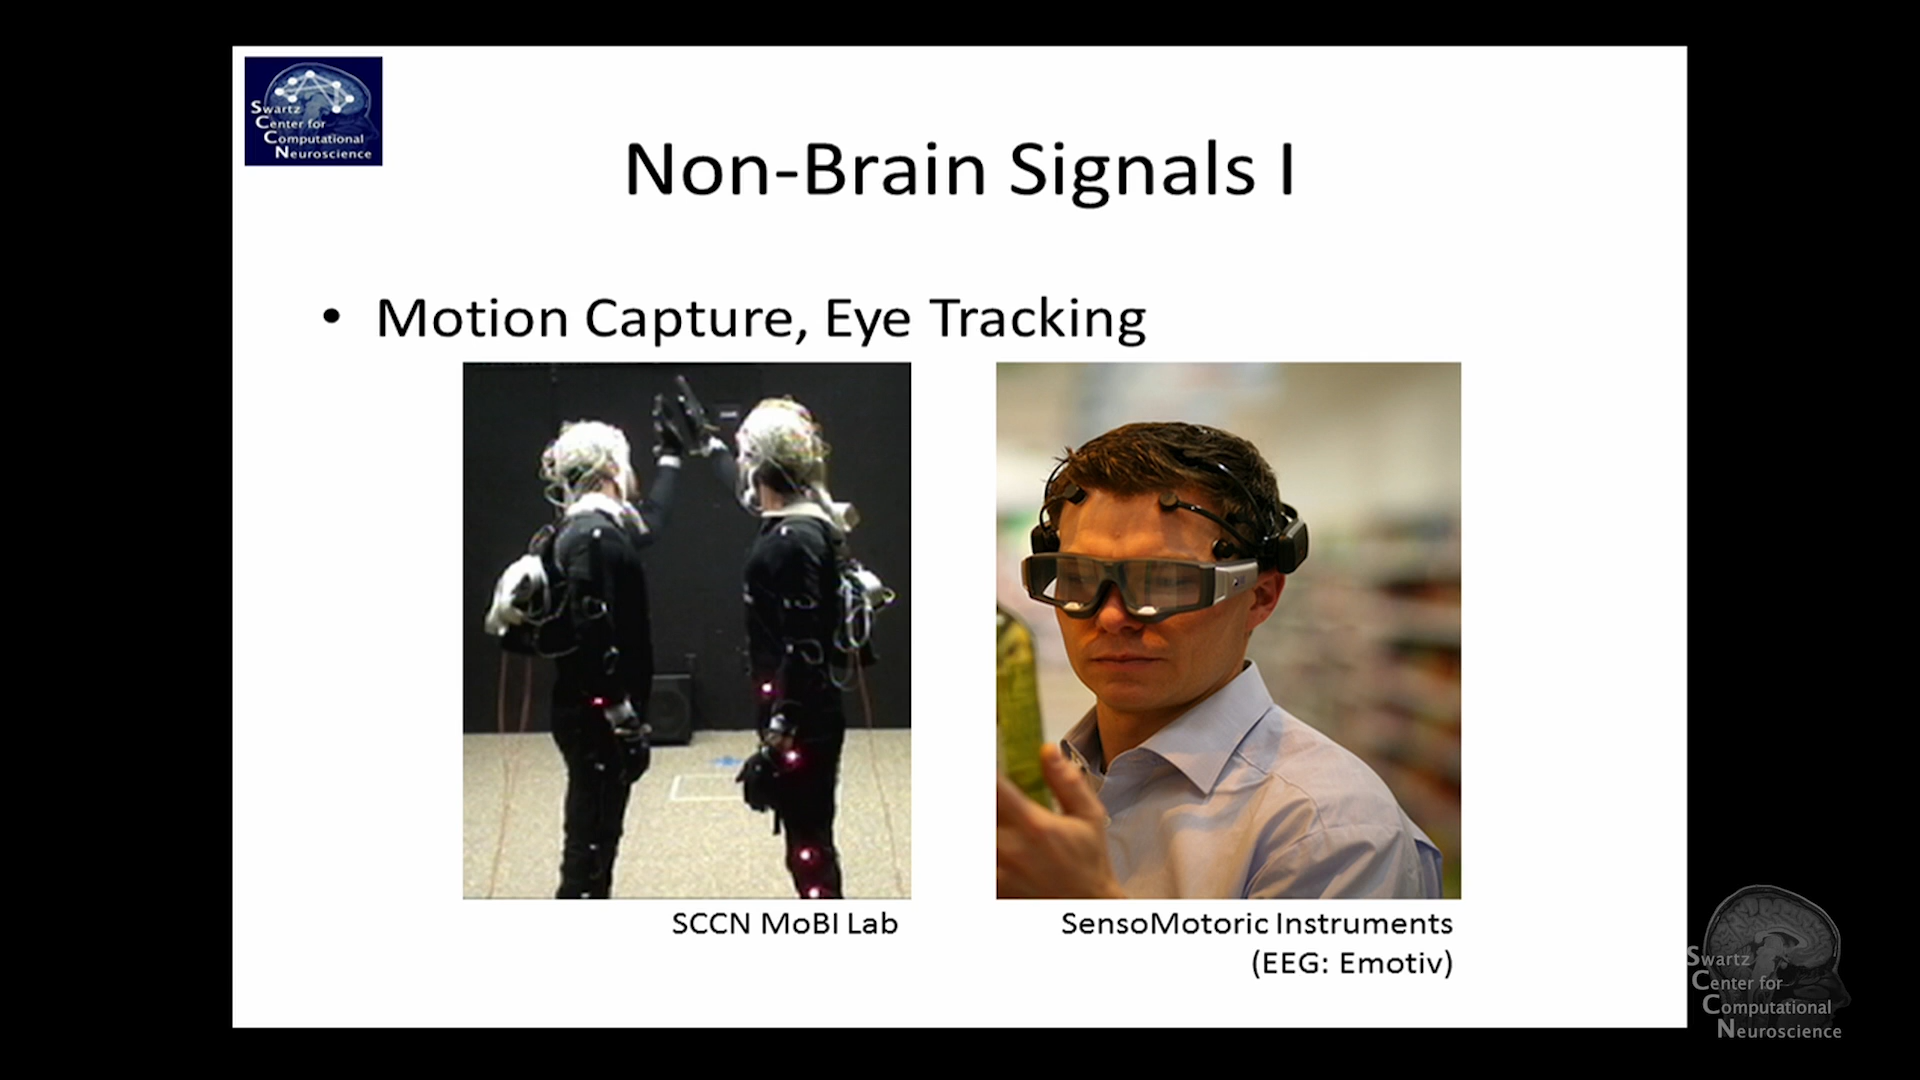 Swartz
Center for
Computational
Neuroscience
Non-Brain Signals I
• Motion Capture, Eye Tracking
SCCN MoBI Lab
SensoMotoric Instruments
(EEG: Emotiv)
Swartz
Center for
Computational
Neuroscience